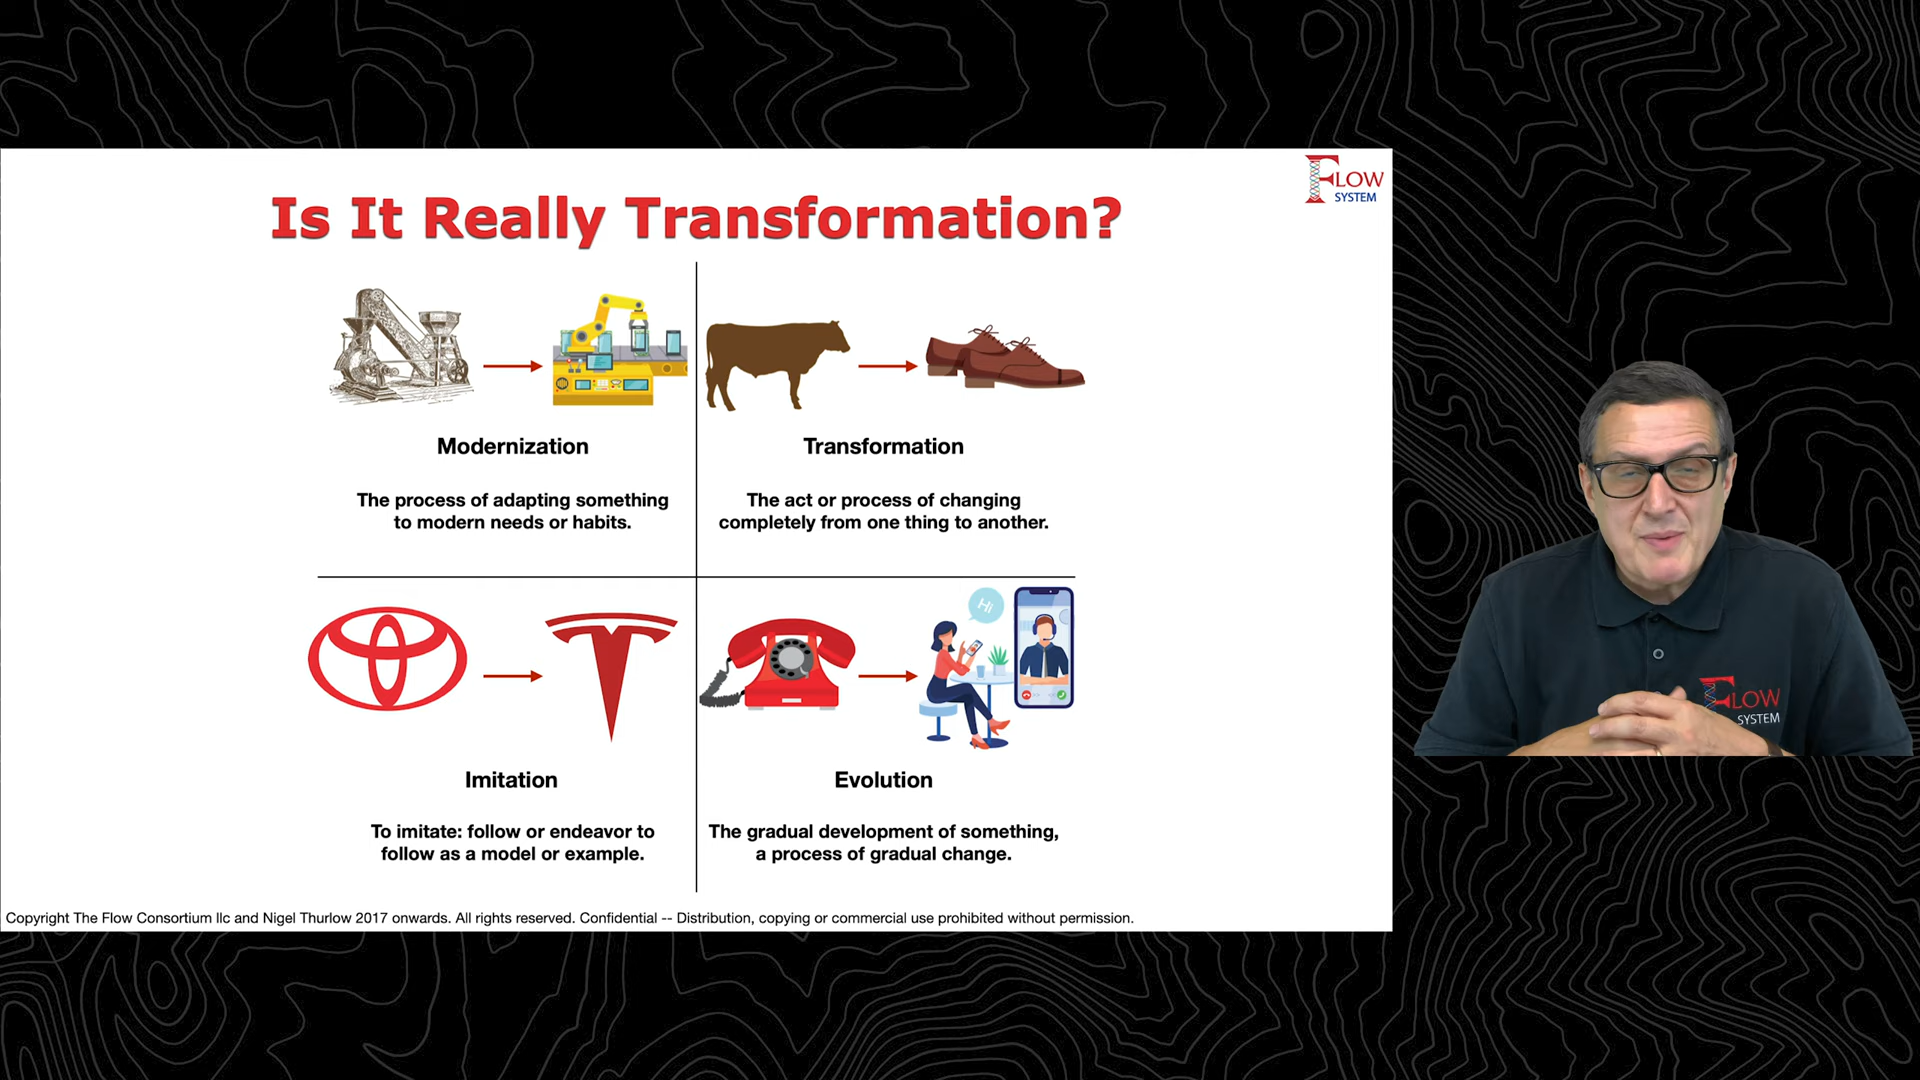 FLOW
SYSTEM
Is It Really Transformation?
Modernization
The process of adapting something
to modern needs or habits.
Transformation
The act or process of changing
completely from one thing to another.
Hi
Imitation
To imitate: follow or endeavor to
follow as a model or example.
Evolution
The gradual development of something,
a process of gradual change.
Copyright The Flow Consortium llc and Nigel Thurlow 2017 onwards. All rights reserved. Confidential -- Distribution, copying or commercial use prohibited without permission.
FLOW
SYSTEM